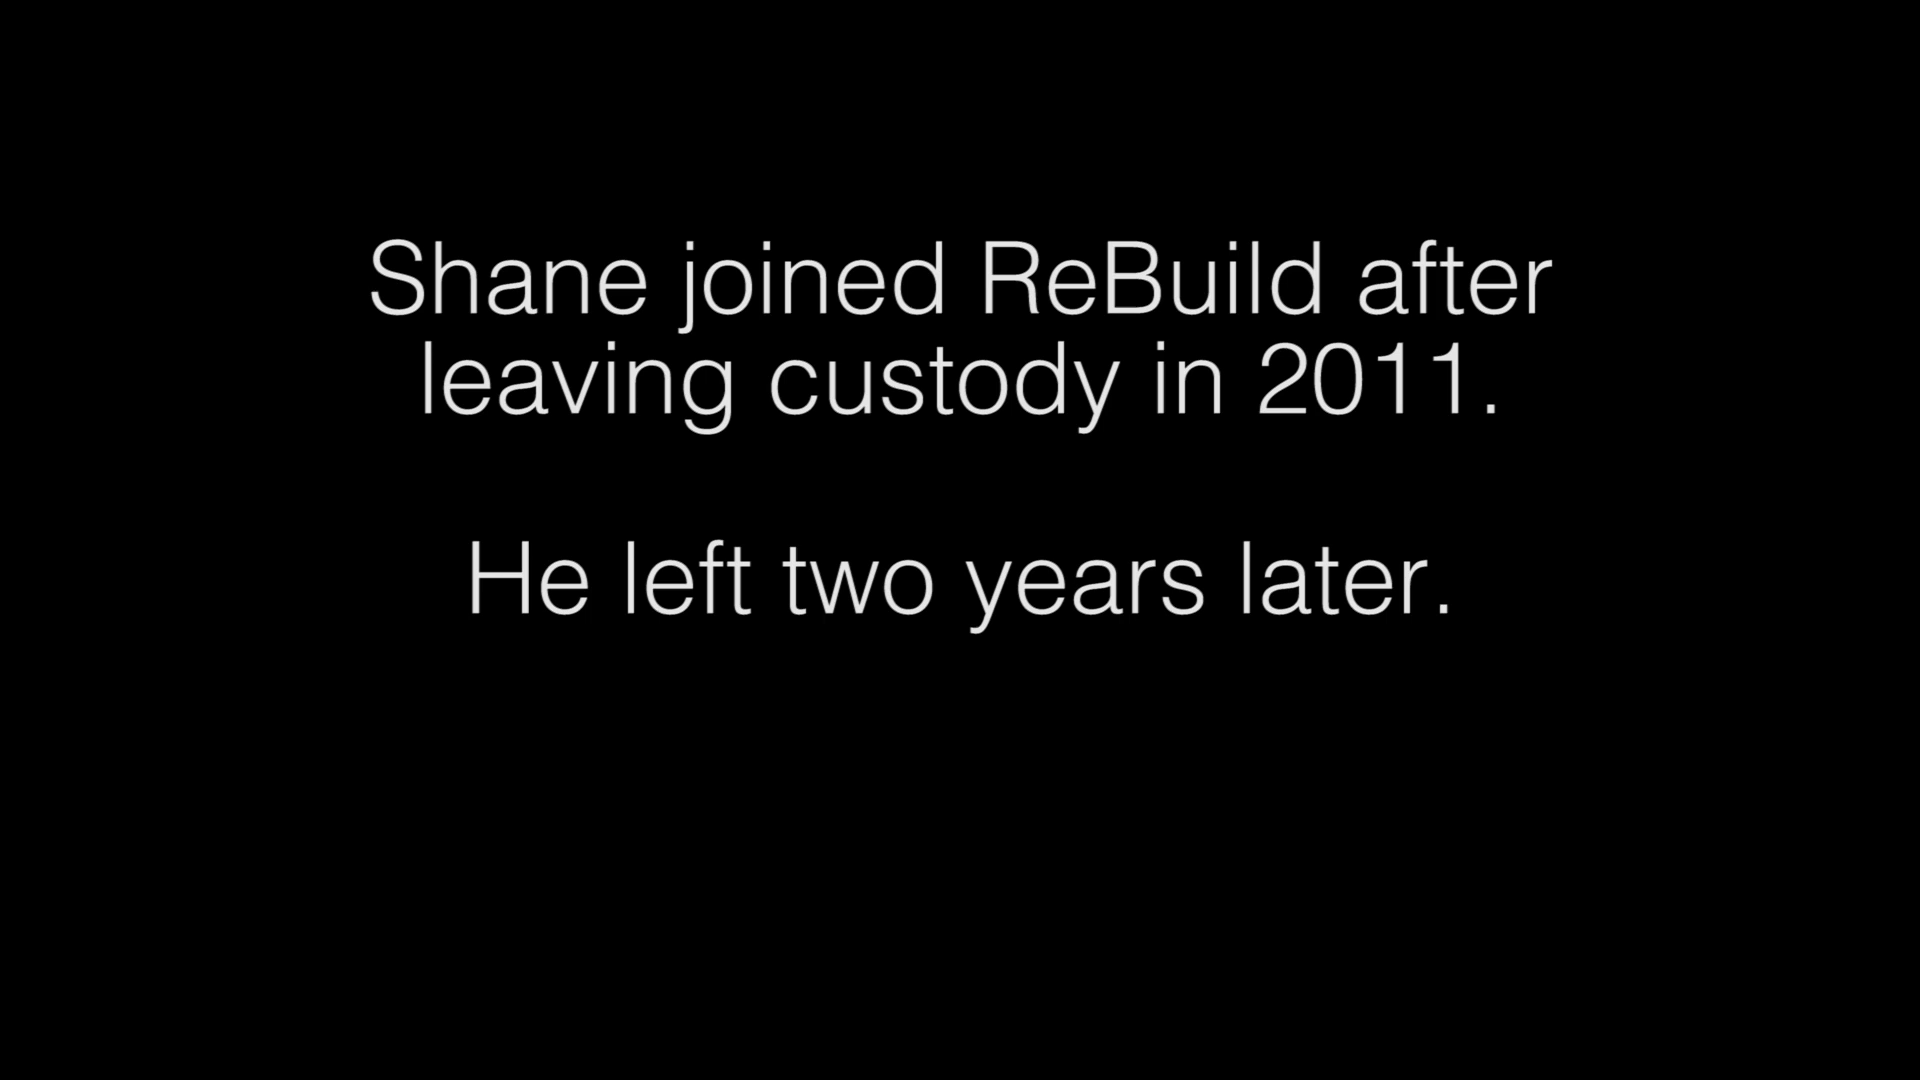 Shane joined ReBuild after
leaving custody in 2011.
He left two years later.